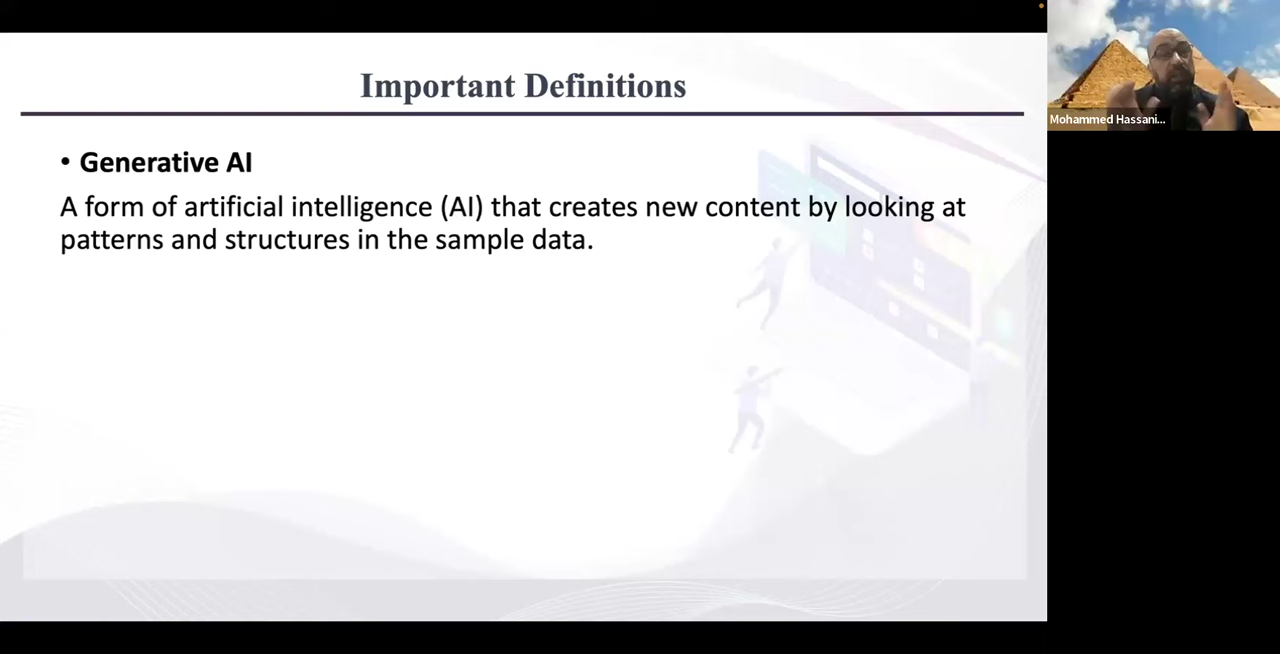 Important Definitions
• Generative AI
A form of artificial intelligence (AI) that creates new content by looking at
patterns and structures in the sample data.
Mohammed Hassani...